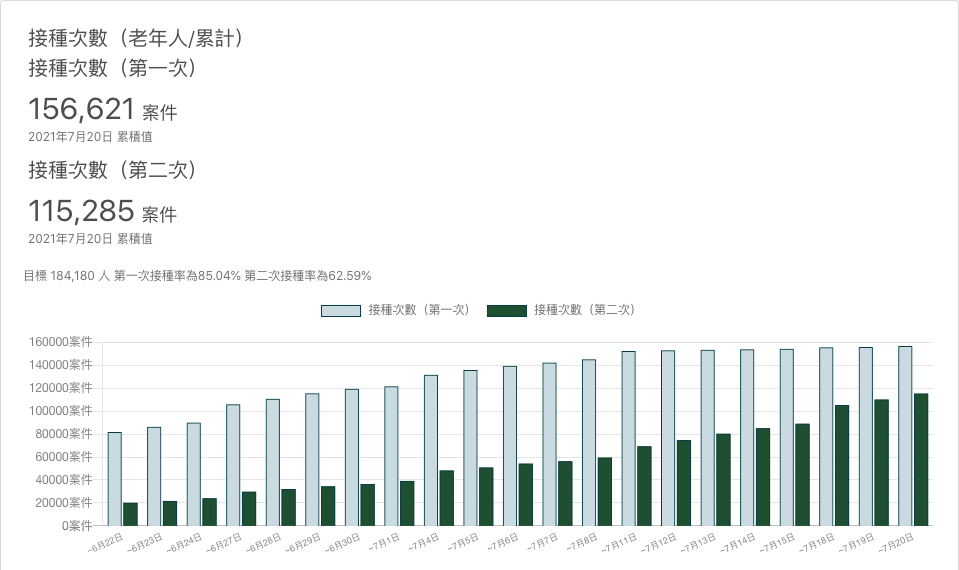 接種次數（老年人/累計）
接種次數（第一次）
156,621 案件
2021年7月20日 累積值
接種次數（第二次）
115,285 案件
2021年7月20日 累積值
目標 184,180 人 第一次接種率為85.04% 第二次接種率為62.59%
接種次數（第一次） 接種次數（第二次）
160000案件
140000案件
120000案件
100000案件
80000案件
60000案件
40000案件
20000案件
0案件
~6月22日 ~6月23日 ~6月24日 ~6月27日 ~6月28日 ~6月29日 ~6月30日 ~7月1日 ~7月4日 ~7月5日 ~7月6日 ~7月7日 ~7月8日 ~7月11日 ~7月12日 ~7月13日 ~7月14日 ~7月15日 ~7月18日 ~7月19日 ~7月20日